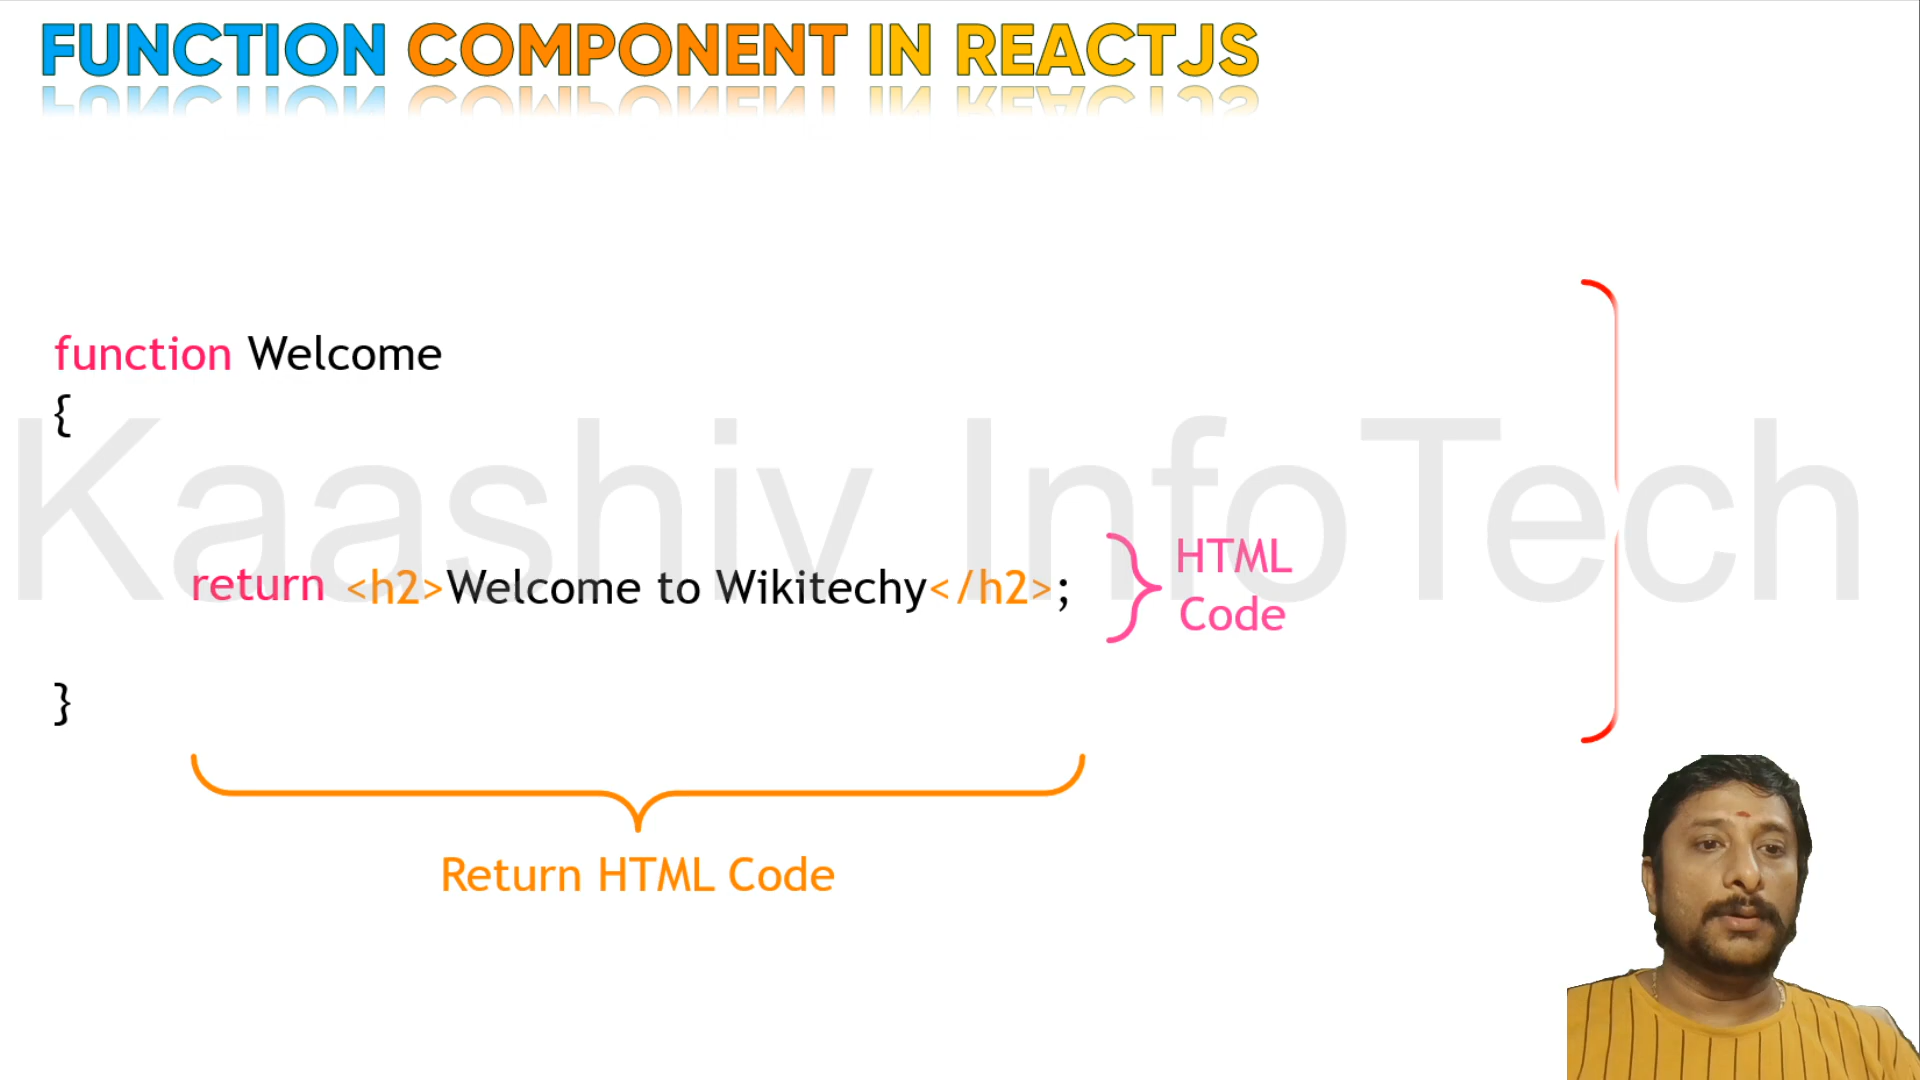 FUNCTION COMPONENT IN REACTJS
function Welcome
{
Kaashiv InfoTech
return <h2>Welcome to Wikitechy</h2>;
HTML
Code
}
Return HTML Code